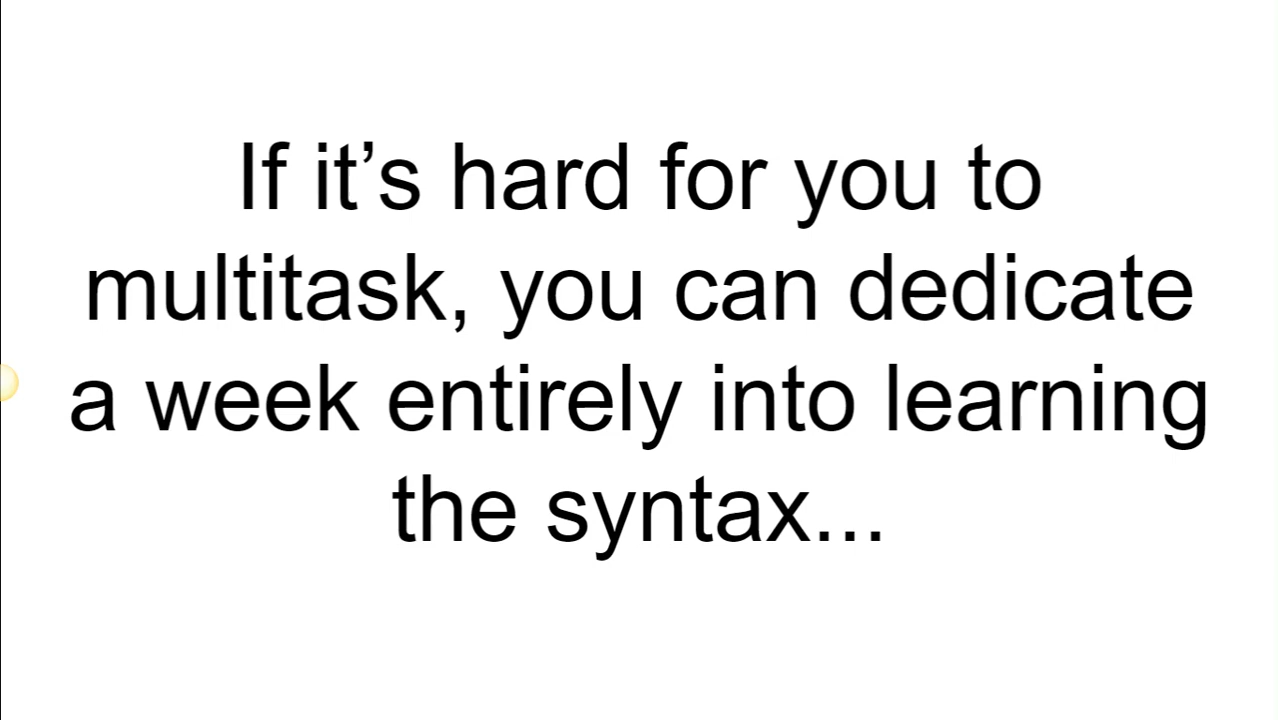 If it’s hard for you to
multitask, you can dedicate
a week entirely into learning
the syntax...